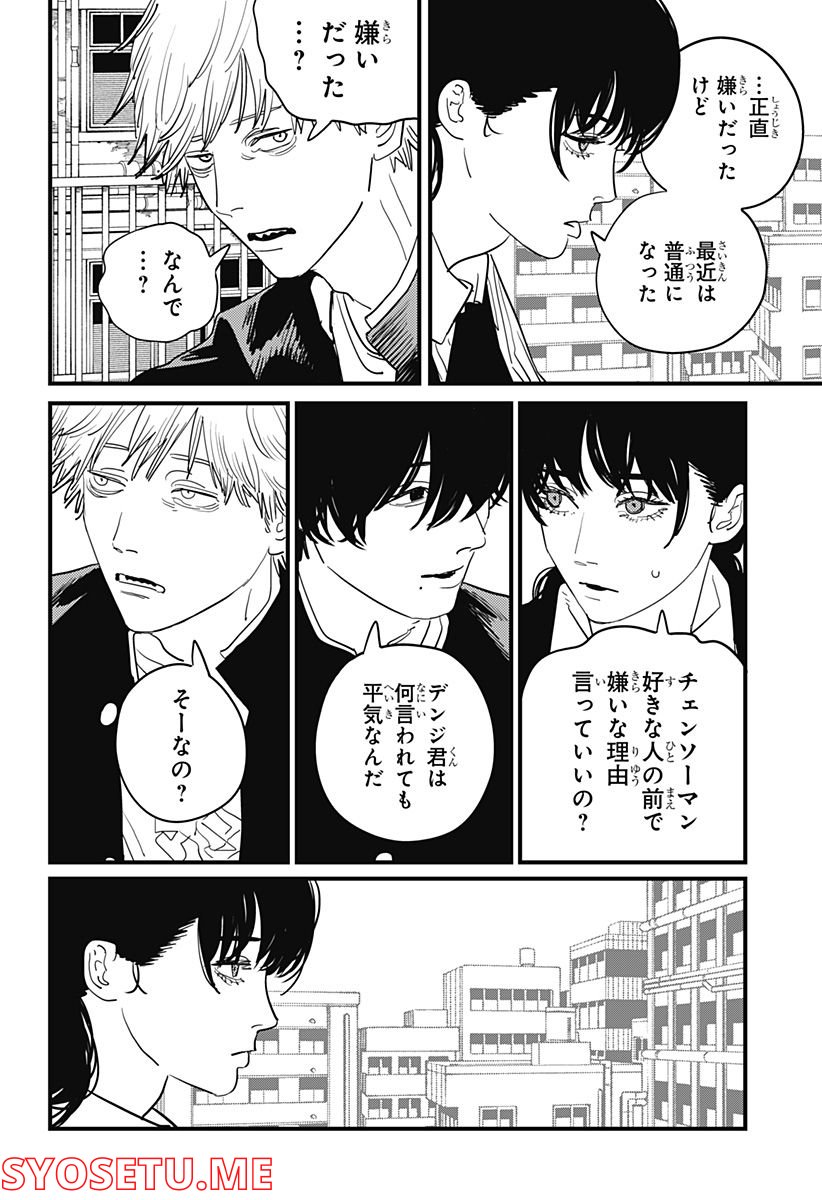 …正直
嫌いだった
けど
最近は
普通に
なった
嫌い
だった
…?
なんで
…?
チェンソーマン
好きな人の前で
嫌いな理由
言っていいの?
デンジ君は
何言われても
平気なんだ
そーなの?
SYOSETU.ME